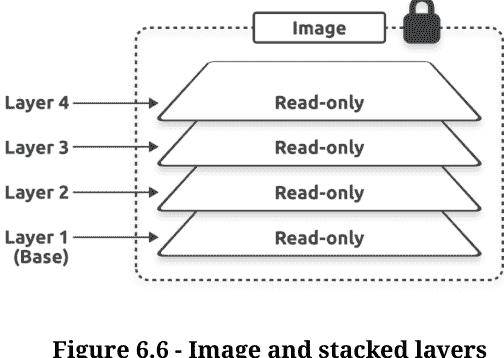 Image
Layer 4
Read-only
Layer 3
Read-only
Layer 2
Read-only
Layer 1
(Base)
Read-only
Figure 6.6 - Image and stacked layers